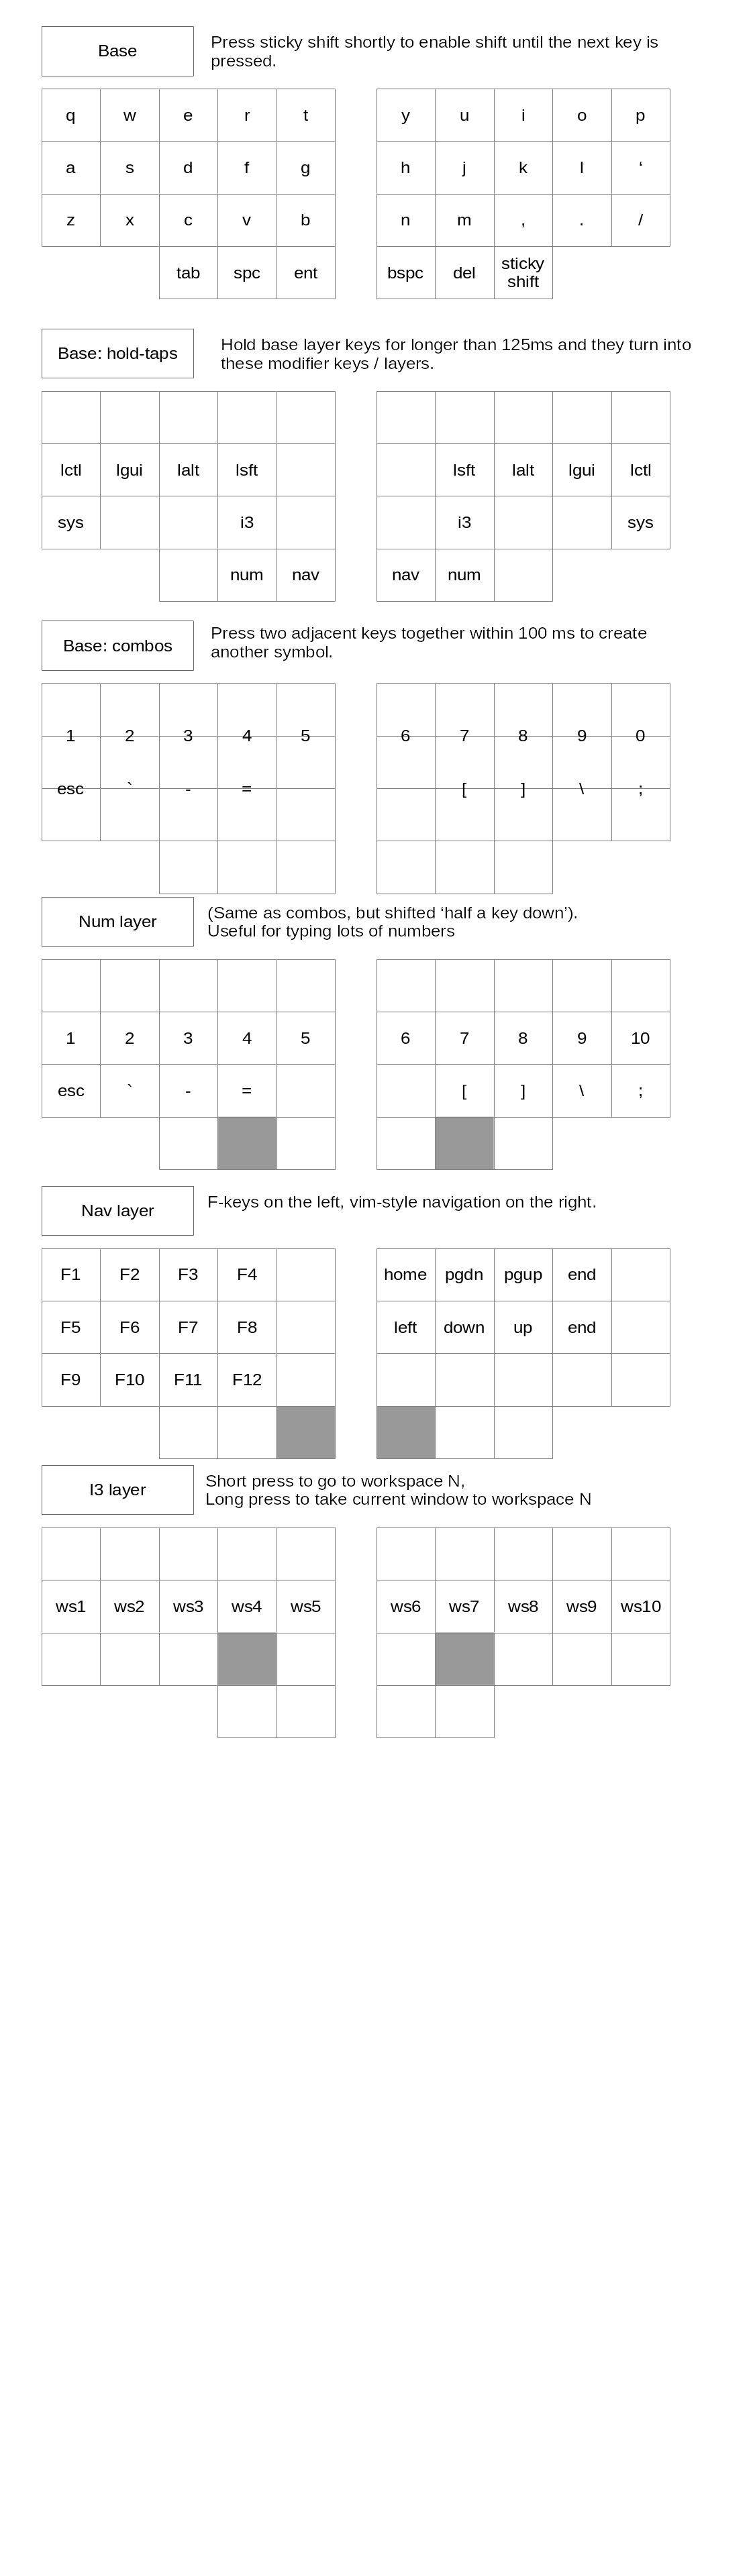 Base
Press sticky shift shortly to enable shift until the next key is
pressed.
q w e r t y u i o p
a s d f g h j k l ‘
z x c v b n m , . /
tab spc ent bspc del sticky
shift
Base: hold-taps
Hold base layer keys for longer than 125ms and they turn into
these modifier keys / layers.
lctl lgui lalt lsft lsft lalt lgui lctl
sys i3 i3 sys
num nav nav num
Base: combos
Press two adjacent keys together within 100 ms to create
another symbol.
1 2 3 4 5 6 7 8 9 0
esc ` - = [ ] \ ;
Num layer
(Same as combos, but shifted ‘half a key down’).
Useful for typing lots of numbers
1 2 3 4 5 6 7 8 9 10
esc ` - = [ ] \ ;
Nav layer
F-keys on the left, vim-style navigation on the right.
F1 F2 F3 F4 home pgdn pgup end
F5 F6 F7 F8 left down up end
F9 F10 F11 F12
I3 layer
Short press to go to workspace N,
Long press to take current window to workspace N
ws1 ws2 ws3 ws4 ws5 ws6 ws7 ws8 ws9 ws10